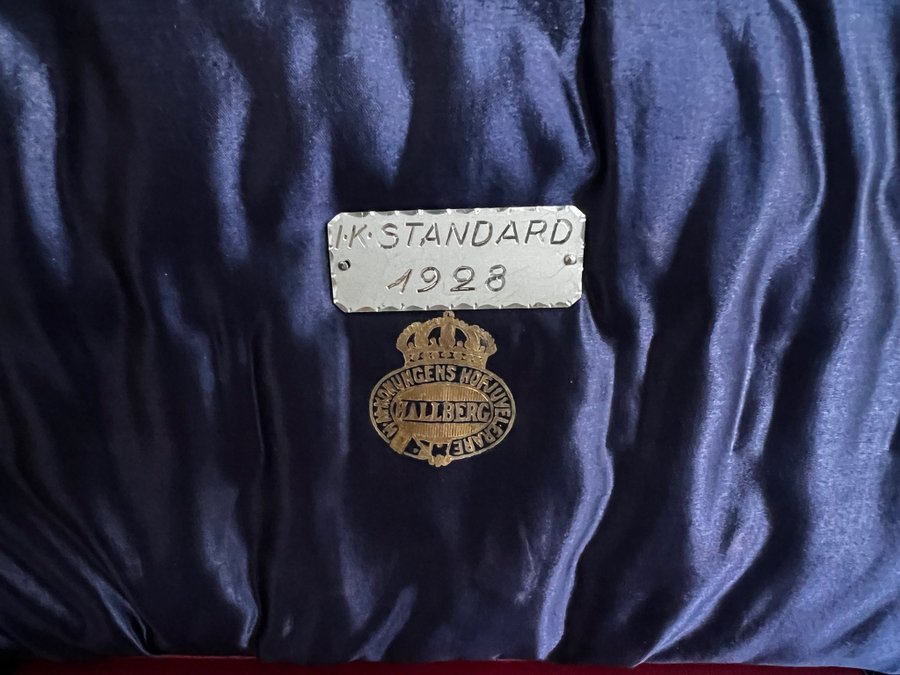 I·K· STANDARD
1928
H.M. KONUNGENS HOFJUVELERARE
HALLBERG